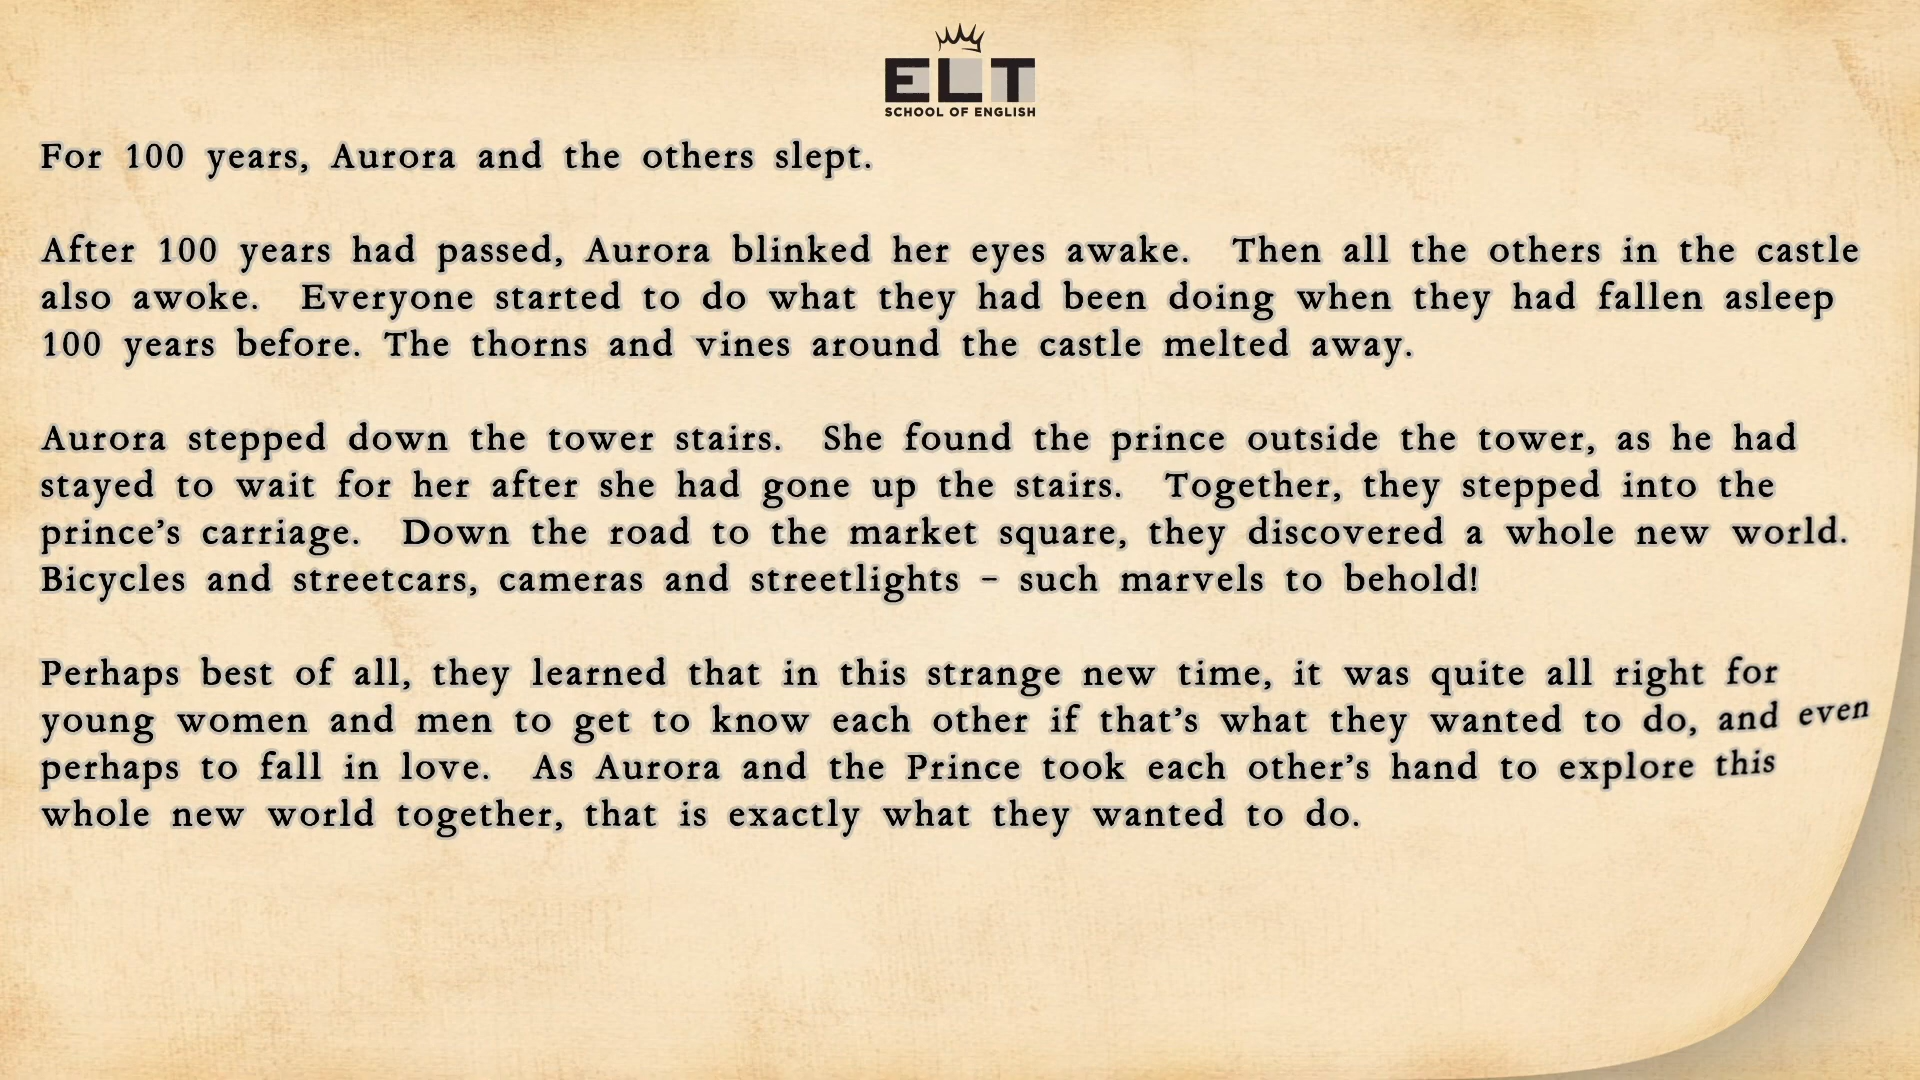 ELT
SCHOOL OF ENGLISH
For 100 years, Aurora and the others slept.
After 100 years had passed, Aurora blinked her eyes awake. Then all the others in the castle
also awoke. Everyone started to do what they had been doing when they had fallen asleep
100 years before. The thorns and vines around the castle melted away.
Aurora stepped down the tower stairs. She found the prince outside the tower, as he had
stayed to wait for her after she had gone up the stairs. Together, they stepped into the
prince’s carriage. Down the road to the market square, they discovered a whole new world.
Bicycles and streetcars, cameras and streetlights – such marvels to behold!
Perhaps best of all, they learned that in this strange new time, it was quite all right for
young women and men to get to know each other if that’s what they wanted to do, and even
perhaps to fall in love. As Aurora and the Prince took each other’s hand to explore this
whole new world together, that is exactly what they wanted to do.